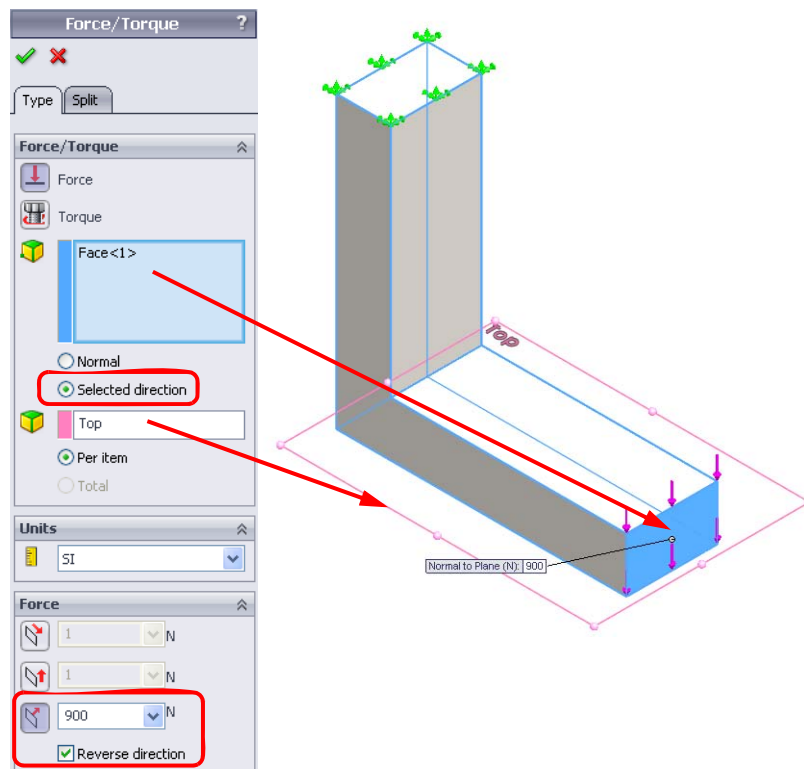 Force/Torque ?
Type Split
Force/Torque
Force
Torque
Face<1>
Normal
Selected direction
Top
Per item
Total
Units
SI
Force
1 N
1 N
900 N
Reverse direction
Top
Normal to Plane (N): 900